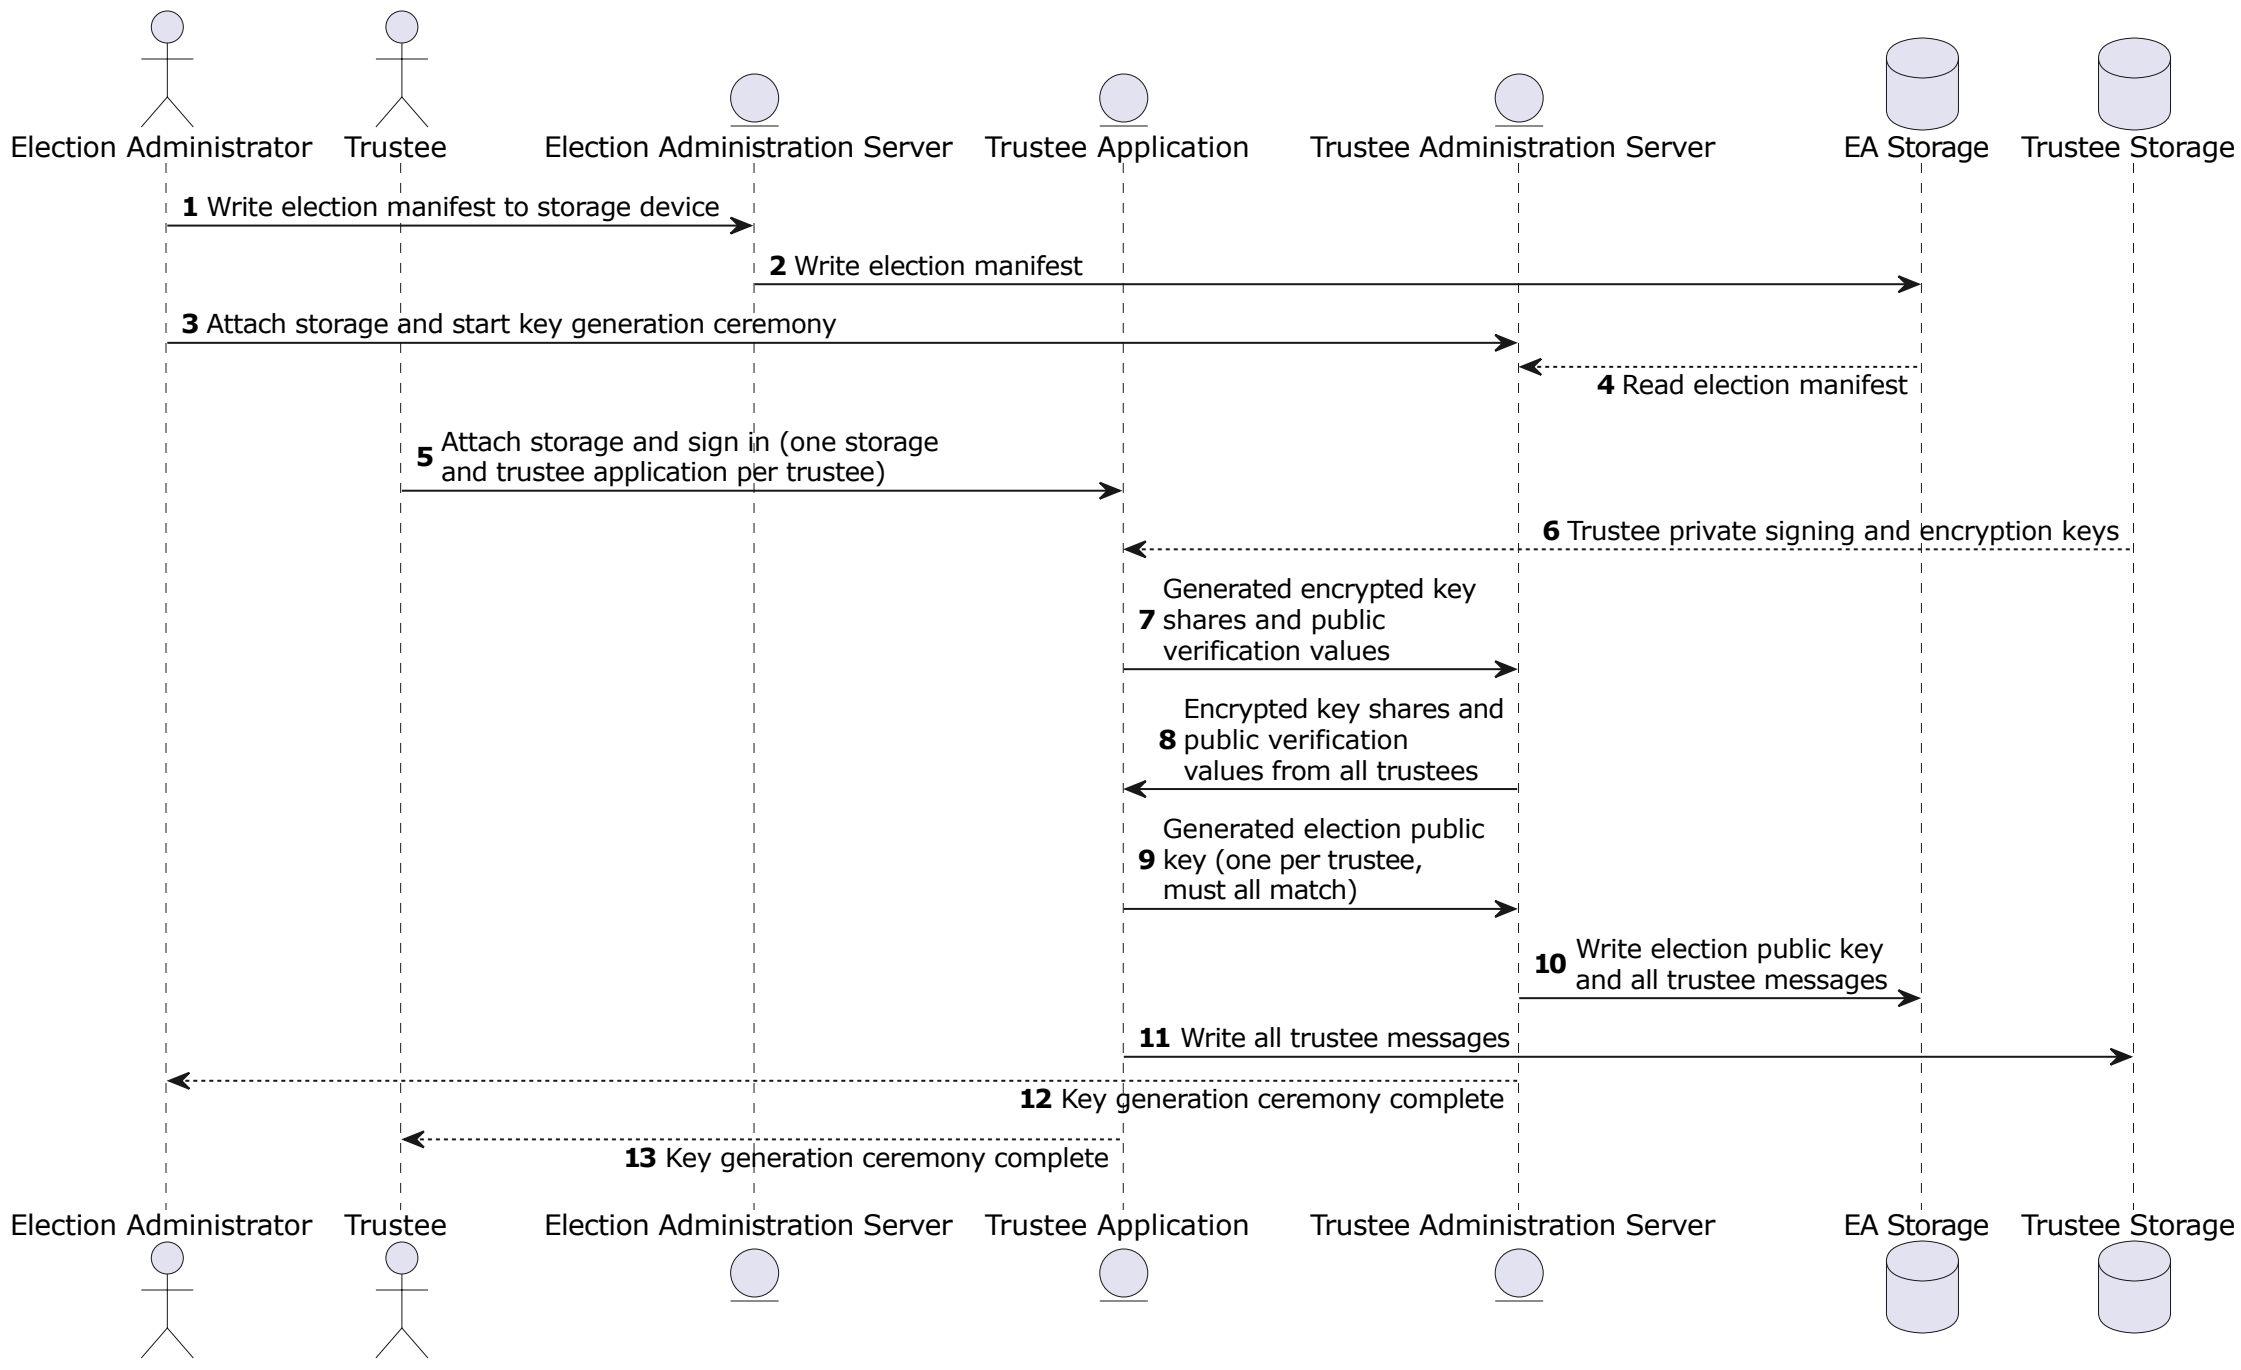 Election Administrator
Trustee
Election Administration Server
Trustee Application
Trustee Administration Server
EA Storage
Trustee Storage
1 Write election manifest to storage device
2 Write election manifest
3 Attach storage and start key generation ceremony
4 Read election manifest
5 Attach storage and sign in (one storage
and trustee application per trustee)
6 Trustee private signing and encryption keys
Generated encrypted key
7 shares and public
verification values
Encrypted key shares and
8 public verification
values from all trustees
Generated election public
9 key (one per trustee,
must all match)
10 Write election public key
and all trustee messages
11 Write all trustee messages
12 Key generation ceremony complete
13 Key generation ceremony complete
Election Administrator
Trustee
Election Administration Server
Trustee Application
Trustee Administration Server
EA Storage
Trustee Storage